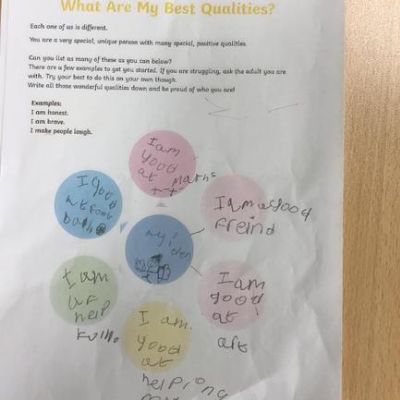 What Are My Best Qualities?
Each one of us is different.
You are a very special, unique person with many special, positive qualities.
Can you list as many of these as you can below?
There are a few examples to get you started. If you are struggling, ask the adult you are
with. Try your best to do this on your own though.
Write all those wonderful qualities down and be proud of who you are!
Examples:
I am honest.
I am brave.
I make people laugh.
I am
good
at maths
I good
at foot
I am a good
freind
I am
help
full
I am
good
at
art
I am
good
at
helping